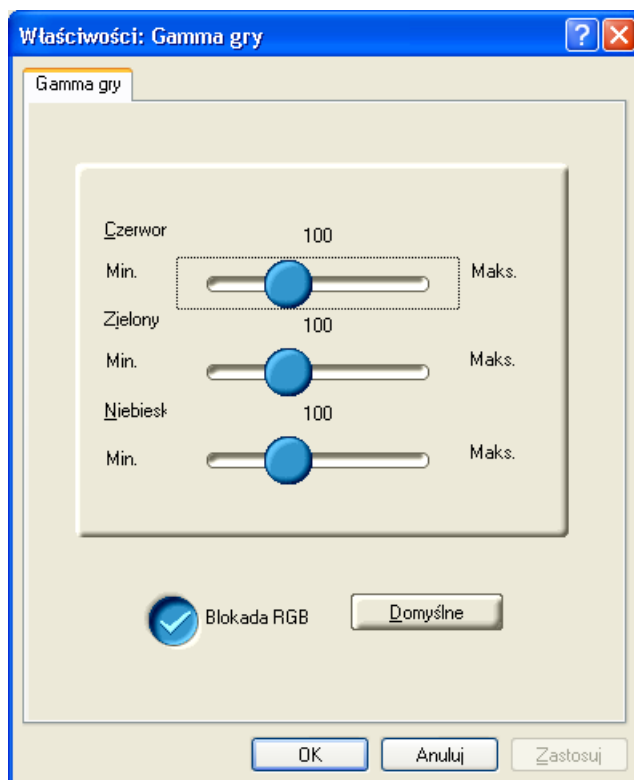 Właściwości: Gamma gry
Gamma gry
Czerwor
100
Min.
Maks.
Zielony
100
Min.
Maks.
Niebiesk
100
Min.
Maks.
Blokada RGB
Domyślne
OK
Anuluj
Zastosuj